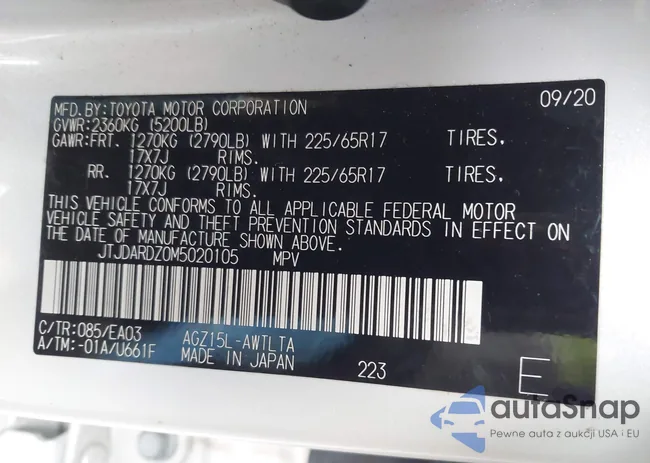 MFD.BY:TOYOTA MOTOR CORPORATION 09/20
GVWR:2360KG (5200LB)
GAWR:FRT. 1270KG (2790LB) WITH 225/65R17 TIRES,
17X7J RIMS.
RR. 1270KG (2790LB) WITH 225/65R17 TIRES,
17X7J RIMS.
THIS VEHICLE CONFORMS TO ALL APPLICABLE FEDERAL MOTOR
VEHICLE SAFETY AND THEFT PREVENTION STANDARDS IN EFFECT ON
THE DATE OF MANUFACTURE SHOWN ABOVE.
JTJDARDZ0M5020105 MPV
C/TR:085/EA03 AGZ15L-AWTLTA
A/TM:-01A/U661F MADE IN JAPAN 223 E
autaSnap
Pewne auta z aukcji USA i EU